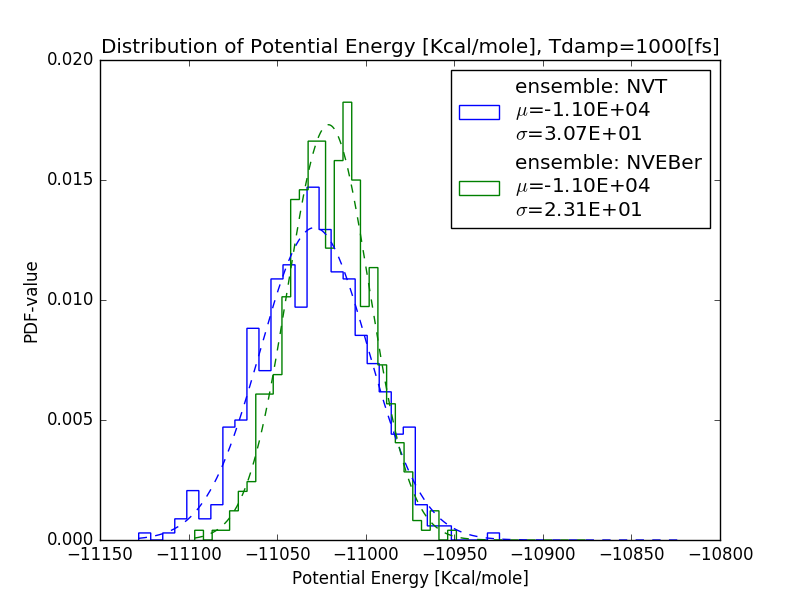 Distribution of Potential Energy [Kcal/mole], Tdamp=1000[fs]
ensemble: NVT
μ=-1.10E+04
σ=3.07E+01
ensemble: NVEBer
μ=-1.10E+04
σ=2.31E+01
PDF-value
0.020
0.015
0.010
0.005
0.000
−11150 −11100 −11050 −11000 −10950 −10900 −10850 −10800
Potential Energy [Kcal/mole]